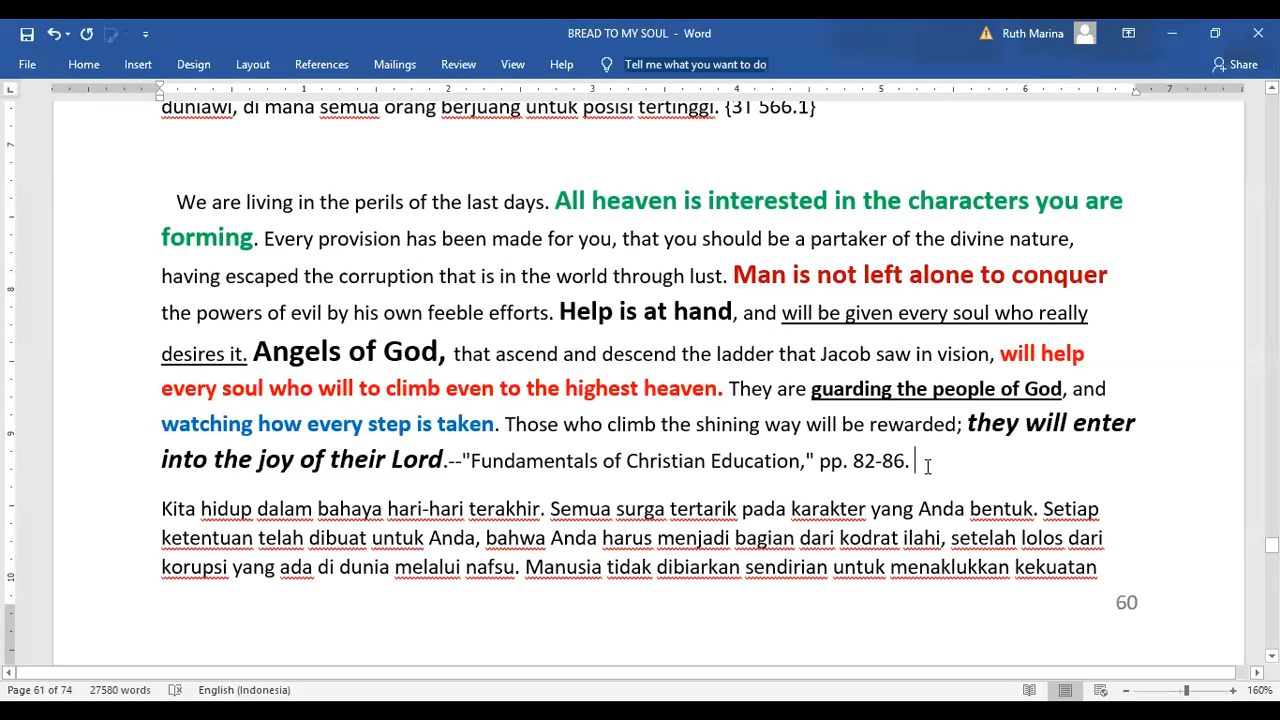 BREAD TO MY SOUL - Word
Ruth Marina
File Home Insert Design Layout References Mailings Review View Help Tell me what you want to do Share
1 2 3 4 5 6 7
duniawi, di mana semua orang berjuang untuk posisi tertinggi. {3T 566.1}
We are living in the perils of the last days. All heaven is interested in the characters you are
forming. Every provision has been made for you, that you should be a partaker of the divine nature,
having escaped the corruption that is in the world through lust. Man is not left alone to conquer
the powers of evil by his own feeble efforts. Help is at hand, and will be given every soul who really
desires it. Angels of God, that ascend and descend the ladder that Jacob saw in vision, will help
every soul who will to climb even to the highest heaven. They are guarding the people of God, and
watching how every step is taken. Those who climb the shining way will be rewarded; they will enter
into the joy of their Lord.--"Fundamentals of Christian Education," pp. 82-86.
Kita hidup dalam bahaya hari-hari terakhir. Semua surga tertarik pada karakter yang Anda bentuk. Setiap
ketentuan telah dibuat untuk Anda, bahwa Anda harus menjadi bagian dari kodrat ilahi, setelah lolos dari
korupsi yang ada di dunia melalui nafsu. Manusia tidak dibiarkan sendirian untuk menaklukkan kekuatan
60
7
8
9
10
Page 61 of 74 27580 words English (Indonesia) 160%